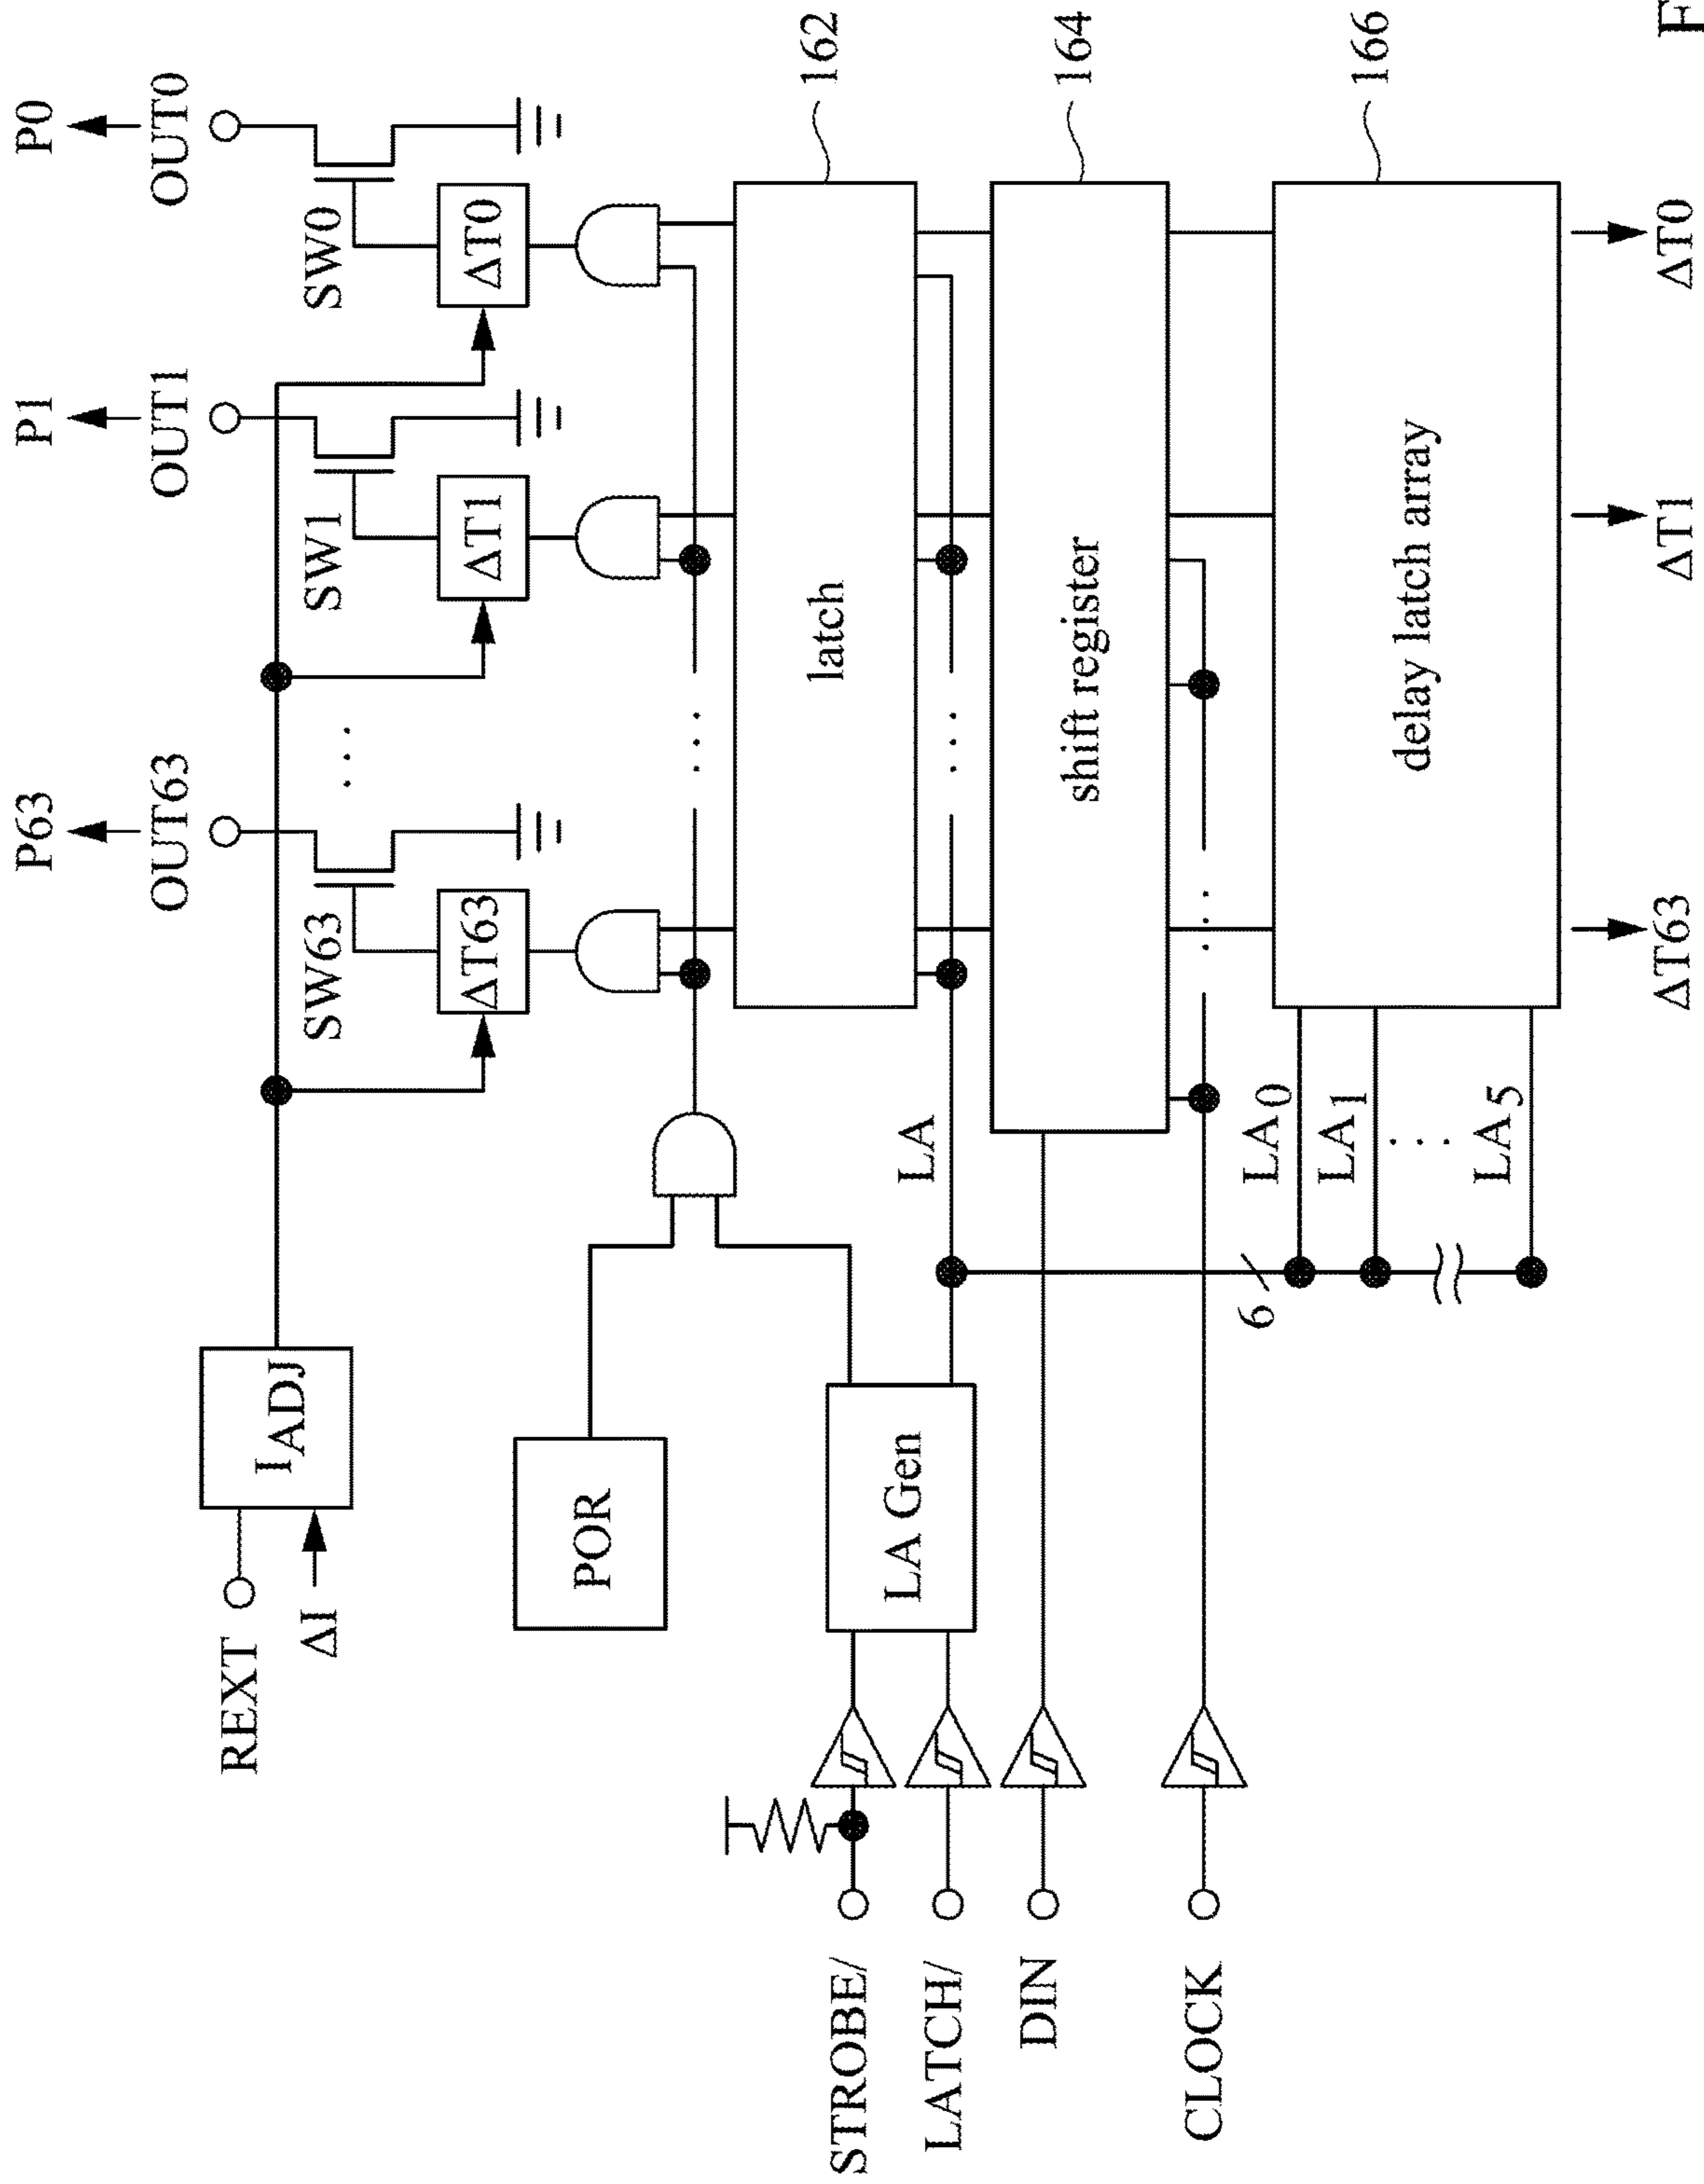 P63
P1
P0
OUT63
OUT1
OUT0
REXT
ΔI
I ADJ
SW63
SW1
SW0
. . .
ΔT63
ΔT1
ΔT0
POR
. . .
latch
162
STROBE/
LATCH/
LA Gen
LA
. . .
DIN
shift register
164
CLOCK
. . .
6
LA0
LA1
. . . .
LA5
delay latch array
166
ΔT63
ΔT1
ΔT0